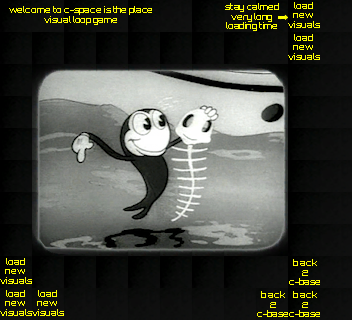 welcome to c-space is the place
visual loop game
stay calmed
very long
loading time
load
new
visuals
load
new
visuals
load
new
visuals
load
new
visuals
load
new
visuals
back
2
c-base
back
2
c-base
back
2
c-base